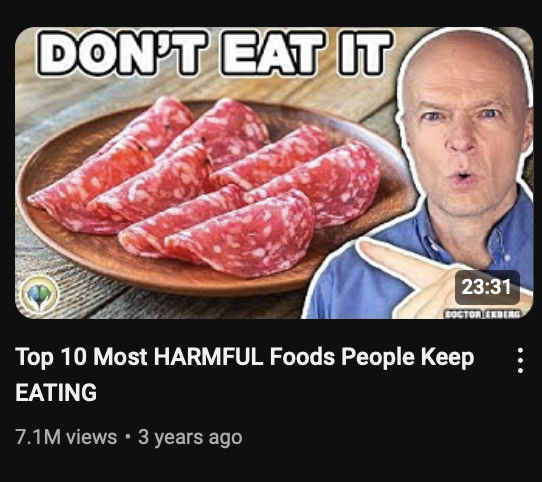 DON'T EAT IT
23:31
DOCTOR EKBERG
Top 10 Most HARMFUL Foods People Keep
EATING
7.1M views • 3 years ago